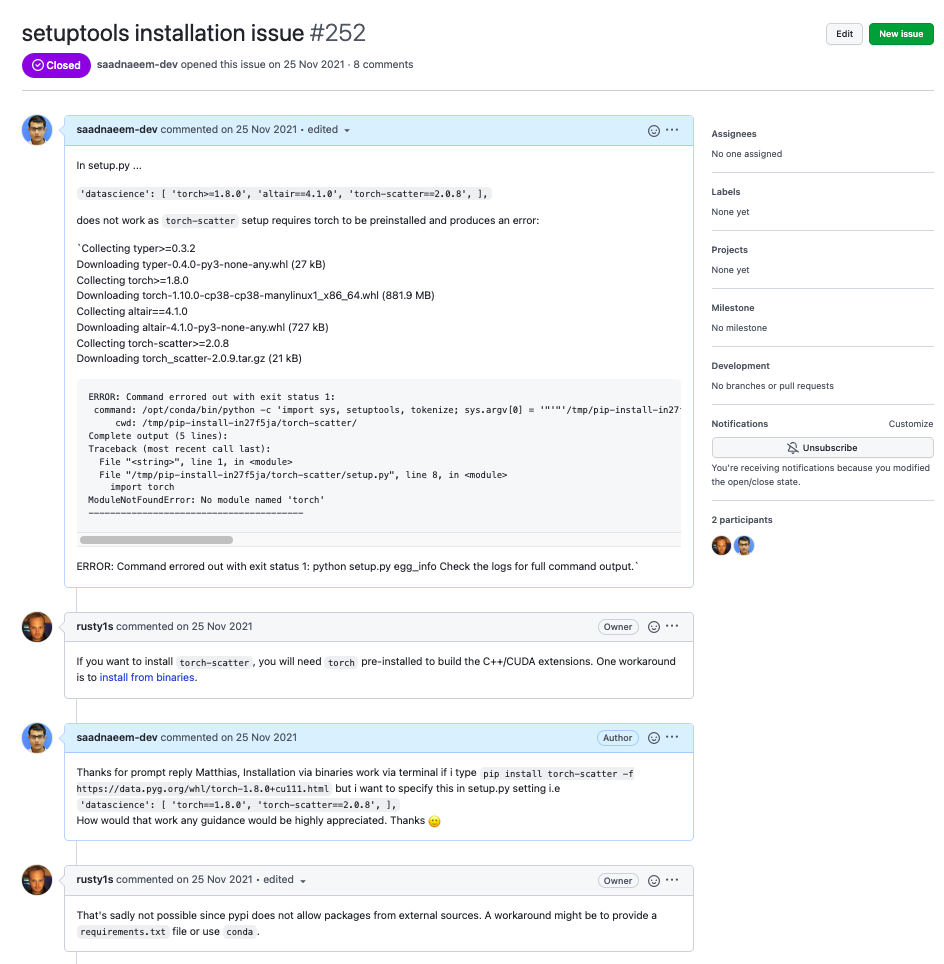 setuptools installation issue #252
Edit
New issue
Closed
saadnaeem-dev opened this issue on 25 Nov 2021 · 8 comments
saadnaeem-dev commented on 25 Nov 2021 • edited
In setup.py ...
'datascience': [ 'torch>=1.8.0', 'altair==4.1.0', 'torch-scatter==2.0.8', ],
does not work as torch-scatter setup requires torch to be preinstalled and produces an error:
`Collecting typer>=0.3.2
Downloading typer-0.4.0-py3-none-any.whl (27 kB)
Collecting torch>=1.8.0
Downloading torch-1.10.0-cp38-cp38-manylinux1_x86_64.whl (881.9 MB)
Collecting altair==4.1.0
Downloading altair-4.1.0-py3-none-any.whl (727 kB)
Collecting torch-scatter>=2.0.8
Downloading torch_scatter-2.0.9.tar.gz (21 kB)
ERROR: Command errored out with exit status 1:
command: /opt/conda/bin/python -c 'import sys, setuptools, tokenize; sys.argv[0] = '"'"'/tmp/pip-install-in27f
cwd: /tmp/pip-install-in27f5ja/torch-scatter/
Complete output (5 lines):
Traceback (most recent call last):
File "<string>", line 1, in <module>
File "/tmp/pip-install-in27f5ja/torch-scatter/setup.py", line 8, in <module>
import torch
ModuleNotFoundError: No module named 'torch'
----------------------------------------
ERROR: Command errored out with exit status 1: python setup.py egg_info Check the logs for full command output.`
rusty1s commented on 25 Nov 2021
Owner
If you want to install torch-scatter, you will need torch pre-installed to build the C++/CUDA extensions. One workaround
is to install from binaries.
saadnaeem-dev commented on 25 Nov 2021
Author
Thanks for prompt reply Matthias, Installation via binaries work via terminal if i type pip install torch-scatter -f
https://data.pyg.org/whl/torch-1.8.0+cu111.html but i want to specify this in setup.py setting i.e
'datascience': [ 'torch==1.8.0', 'torch-scatter==2.0.8', ],
How would that work any guidance would be highly appreciated. Thanks 🙂
rusty1s commented on 25 Nov 2021 • edited
Owner
That's sadly not possible since pypi does not allow packages from external sources. A workaround might be to provide a
requirements.txt file or use conda.
Assignees
No one assigned
Labels
None yet
Projects
None yet
Milestone
No milestone
Development
No branches or pull requests
Notifications
Customize
Unsubscribe
You're receiving notifications because you modified
the open/close state.
2 participants